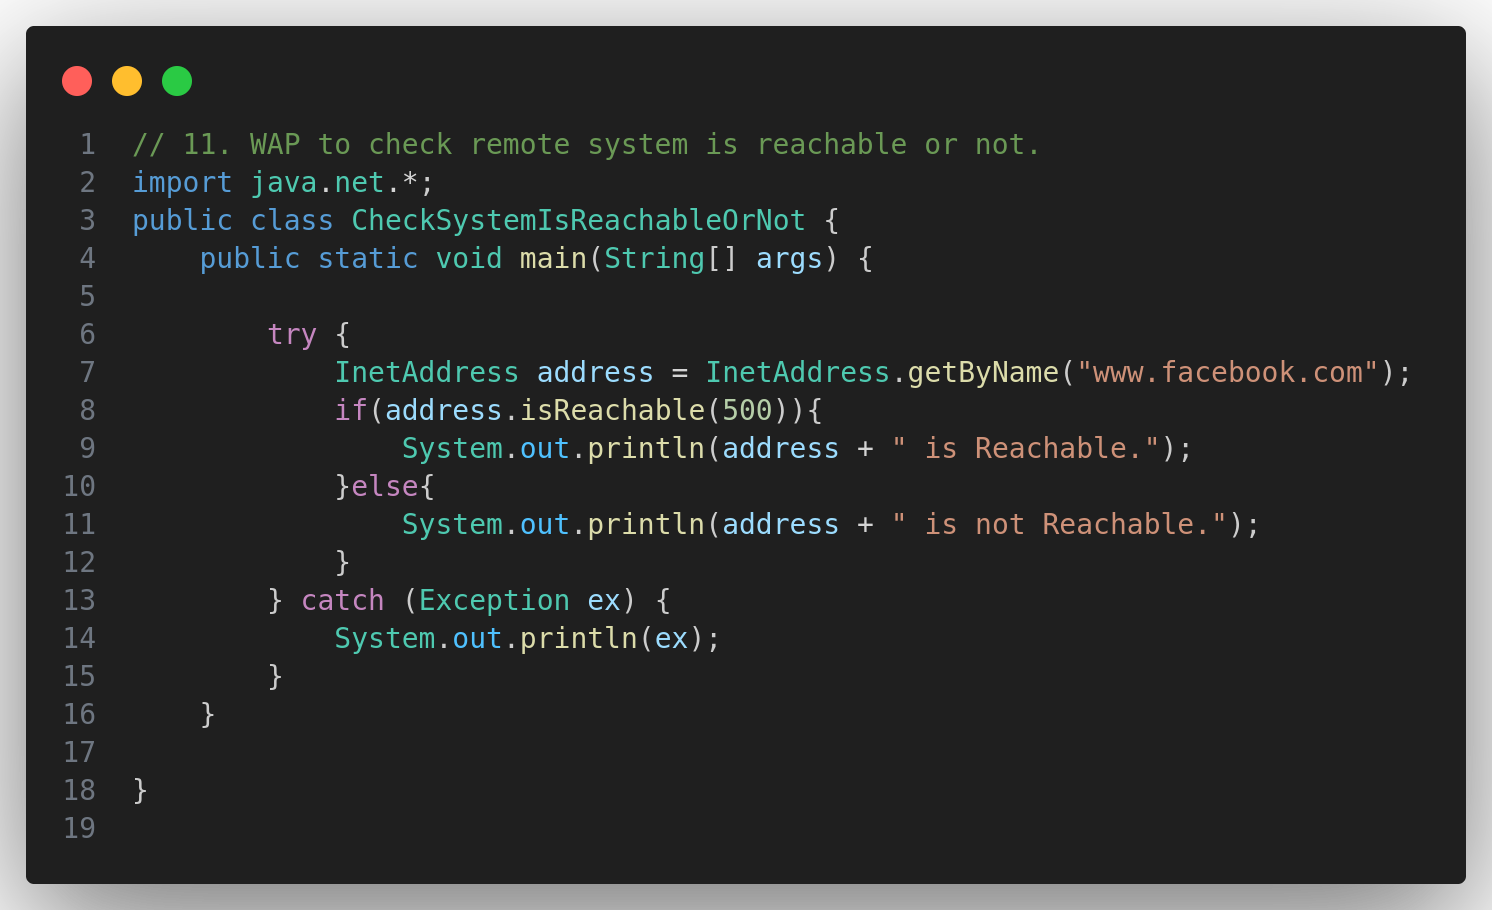 1 // 11. WAP to check remote system is reachable or not.
2 import java.net.*;
3 public class CheckSystemIsReachableOrNot {
4     public static void main(String[] args) {
5
6         try {
7             InetAddress address = InetAddress.getByName("www.facebook.com");
8             if(address.isReachable(500)){
9                 System.out.println(address + " is Reachable.");
10             }else{
11                 System.out.println(address + " is not Reachable.");
12             }
13         } catch (Exception ex) {
14             System.out.println(ex);
15         }
16     }
17
18 }
19